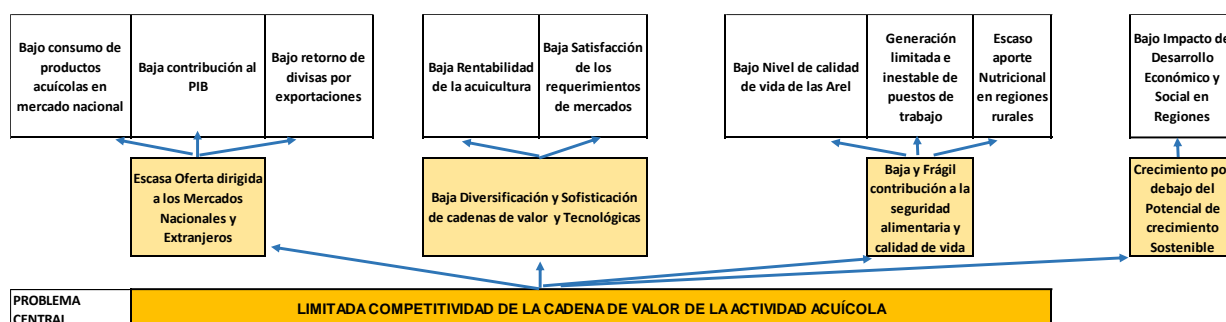 Bajo consumo de
productos
acuícolas en
mercado nacional
Baja contribución al
PIB
Bajo retorno de
divisas por
exportaciones
Baja Rentabilidad
de la acuicultura
Baja Satisfacción
de los
requerimientos
de mercados
Bajo Nivel de calidad
de vida de las Arel
Generación
limitada e
inestable de
puestos de
trabajo
Escaso
aporte
Nutricional
en regiones
rurales
Bajo Impacto de
Desarrollo
Económico y
Social en
Regiones
Escasa Oferta dirigida
a los Mercados
Nacionales y
Extranjeros
Baja Diversificación y Sofisticación
de cadenas de valor y Tecnológicas
Baja y Frágil
contribución a la
seguridad
alimentaria y
calidad de vida
Crecimiento por
debajo del
Potencial de
crecimiento
Sostenible
PROBLEMA
CENTRAL
LIMITADA COMPETITIVIDAD DE LA CADENA DE VALOR DE LA ACTIVIDAD ACUÍCOLA